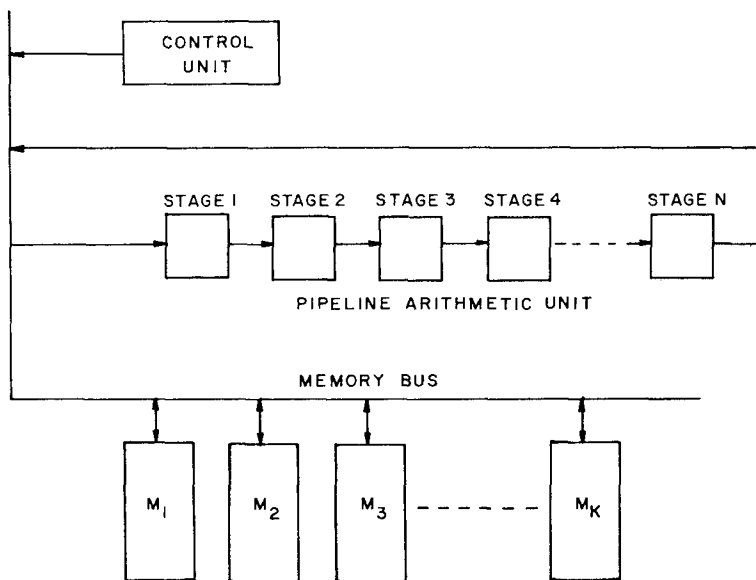 CONTROL
UNIT
STAGE 1 STAGE 2 STAGE 3 STAGE 4 STAGE N
PIPELINE ARITHMETIC UNIT
MEMORY BUS
M1 M2 M3 MK